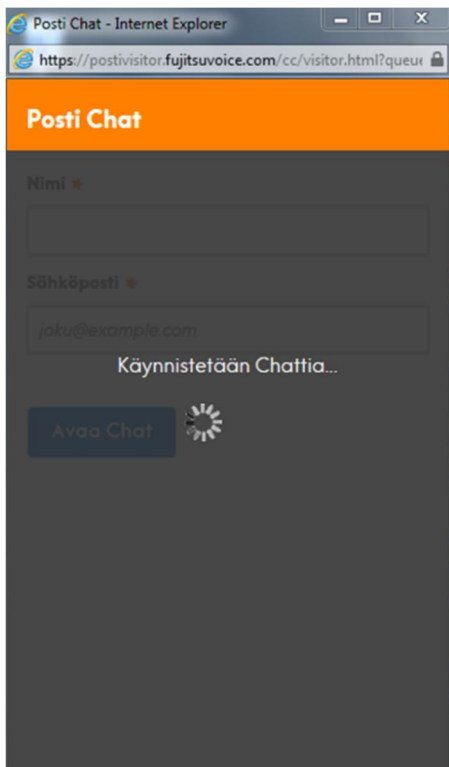 Posti Chat - Internet Explorer
https://postivisitor.fujitsuvoice.com/cc/visitor.html?queue
Posti Chat
Nimi *
Sähköposti *
joku@example.com
Käynnistetään Chattia...
Avaa Chat